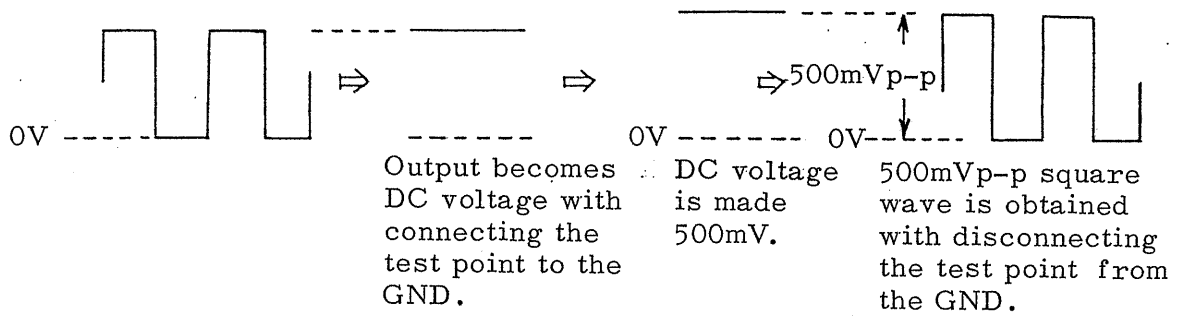 0V
0V
500mVp-p
0V
Output becomes
DC voltage with
connecting the
test point to the
GND.
DC voltage
is made
500mV.
500mVp-p square
wave is obtained
with disconnecting
the test point from
the GND.